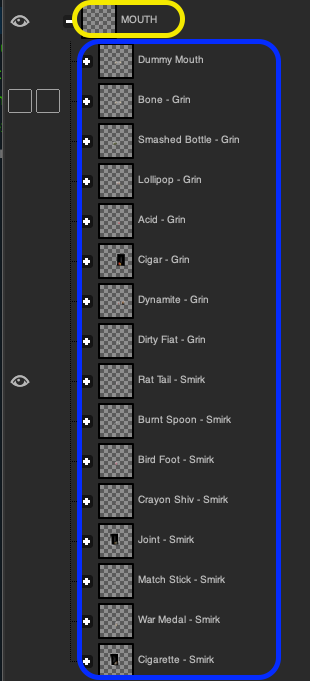 MOUTH
Dummy Mouth
Bone - Grin
Smashed Bottle - Grin
Lollipop - Grin
Acid - Grin
Cigar - Grin
Dynamite - Grin
Dirty Fiat - Grin
Rat Tail - Smirk
Burnt Spoon - Smirk
Bird Foot - Smirk
Crayon Shiv - Smirk
Joint - Smirk
Match Stick - Smirk
War Medal - Smirk
Cigarette - Smirk